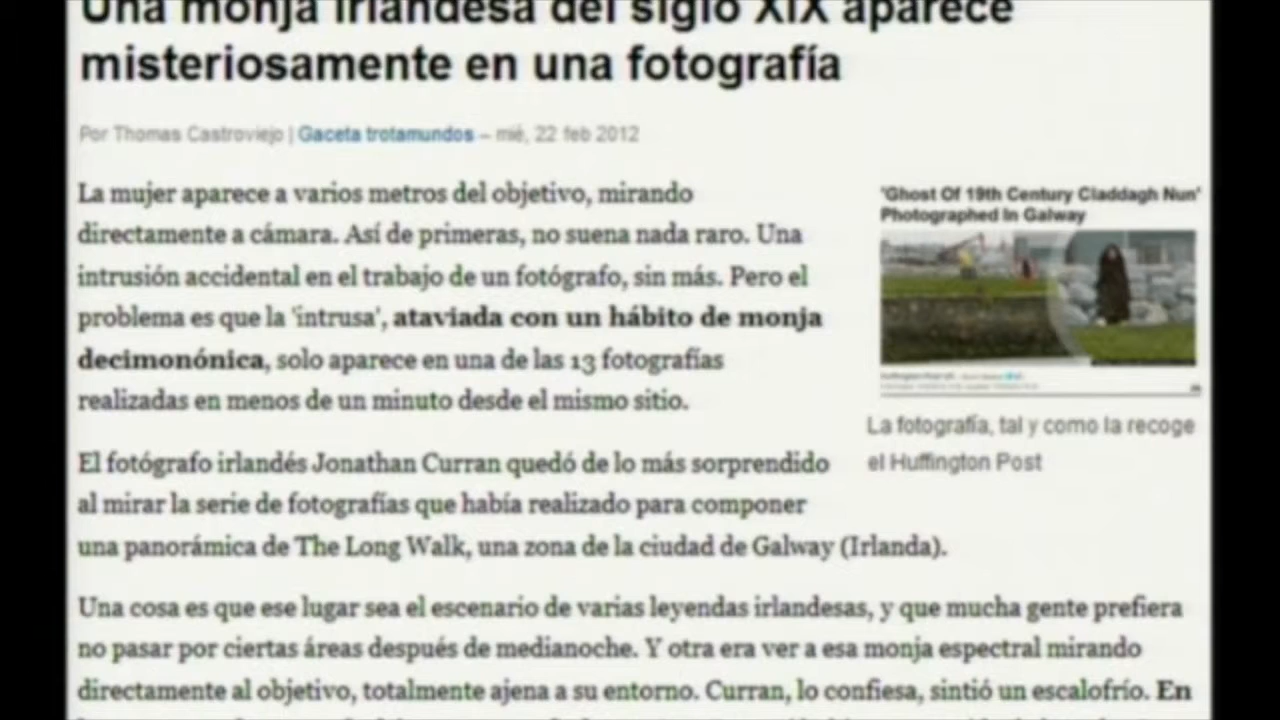 Una monja irlandesa del siglo XIX aparece
misteriosamente en una fotografía
Por Thomas Castroviejo | Gaceta trotamundos – mié, 22 feb 2012
La mujer aparece a varios metros del objetivo, mirando
directamente a cámara. Así de primeras, no suena nada raro. Una
intrusión accidental en el trabajo de un fotógrafo, sin más. Pero el
problema es que la 'intrusa', ataviada con un hábito de monja
decimonónica, solo aparece en una de las 13 fotografías
realizadas en menos de un minuto desde el mismo sitio.
'Ghost Of 19th Century Claddagh Nun'
Photographed In Galway
La fotografía, tal y como la recoge
el Huffington Post
El fotógrafo irlandés Jonathan Curran quedó de lo más sorprendido
al mirar la serie de fotografías que había realizado para componer
una panorámica de The Long Walk, una zona de la ciudad de Galway (Irlanda).
Una cosa es que ese lugar sea el escenario de varias leyendas irlandesas, y que mucha gente prefiera
no pasar por ciertas áreas después de medianoche. Y otra era ver a esa monja espectral mirando
directamente al objetivo, totalmente ajena a su entorno. Curran, lo confiesa, sintió un escalofrío. En